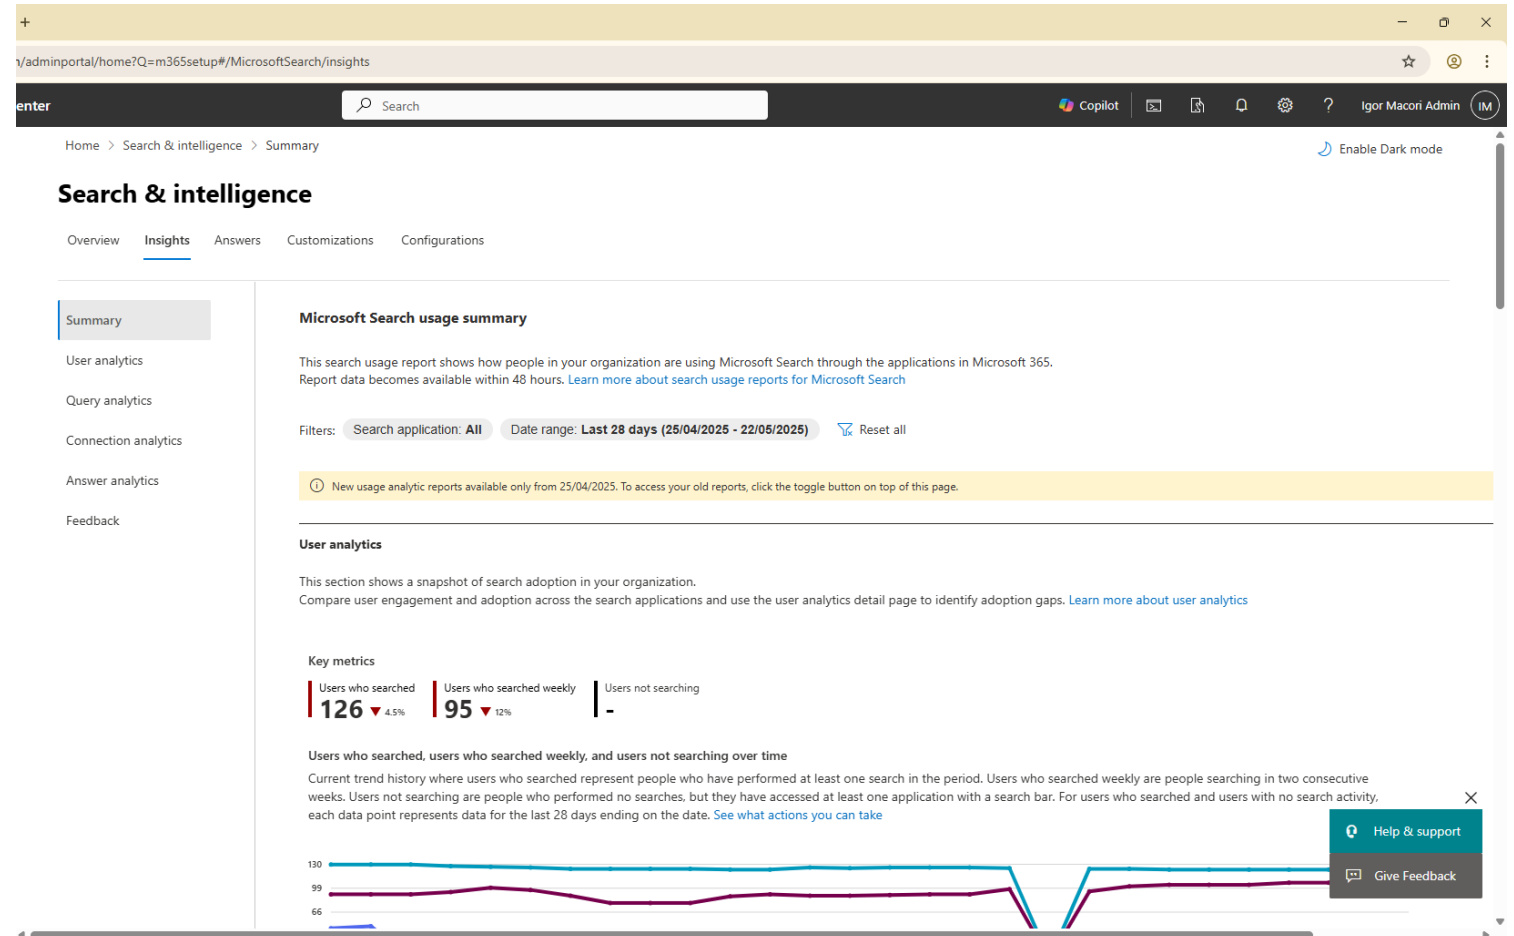 n/adminportal/home?Q=m365setup#/MicrosoftSearch/insights
enter
Search
Copilot
Igor Macori Admin
IM
Home > Search & intelligence > Summary
Enable Dark mode
Search & intelligence
Overview Insights Answers Customizations Configurations
Summary
User analytics
Query analytics
Connection analytics
Answer analytics
Feedback
Microsoft Search usage summary
This search usage report shows how people in your organization are using Microsoft Search through the applications in Microsoft 365.
Report data becomes available within 48 hours. Learn more about search usage reports for Microsoft Search
Filters: Search application: All Date range: Last 28 days (25/04/2025 - 22/05/2025) Reset all
New usage analytic reports available only from 25/04/2025. To access your old reports, click the toggle button on top of this page.
User analytics
This section shows a snapshot of search adoption in your organization.
Compare user engagement and adoption across the search applications and use the user analytics detail page to identify adoption gaps. Learn more about user analytics
Key metrics
Users who searched
126 ▼ 4.5%
Users who searched weekly
95 ▼ 12%
Users not searching
-
Users who searched, users who searched weekly, and users not searching over time
Current trend history where users who searched represent people who have performed at least one search in the period. Users who searched weekly are people searching in two consecutive
weeks. Users not searching are people who performed no searches, but they have accessed at least one application with a search bar. For users who searched and users with no search activity,
each data point represents data for the last 28 days ending on the date. See what actions you can take
130
99
66
Help & support
Give Feedback